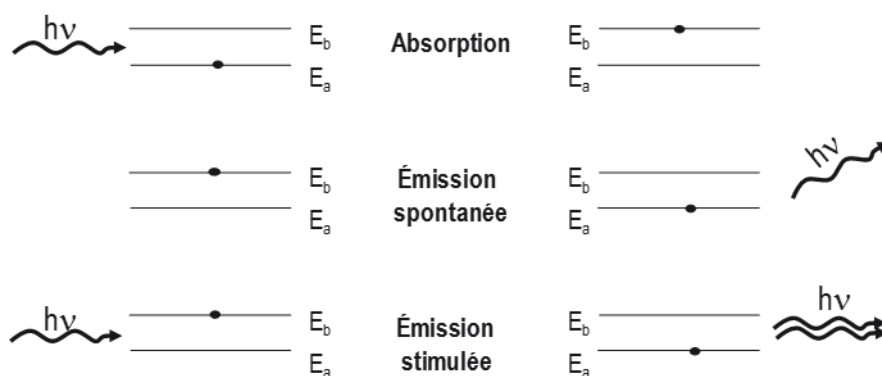 hν
E_b
Absorption
E_b
E_a
E_a
hν
E_b
Émission
E_b
E_a
spontanée
E_a
hν
hν
E_b
Émission
E_b
E_a
stimulée
E_a